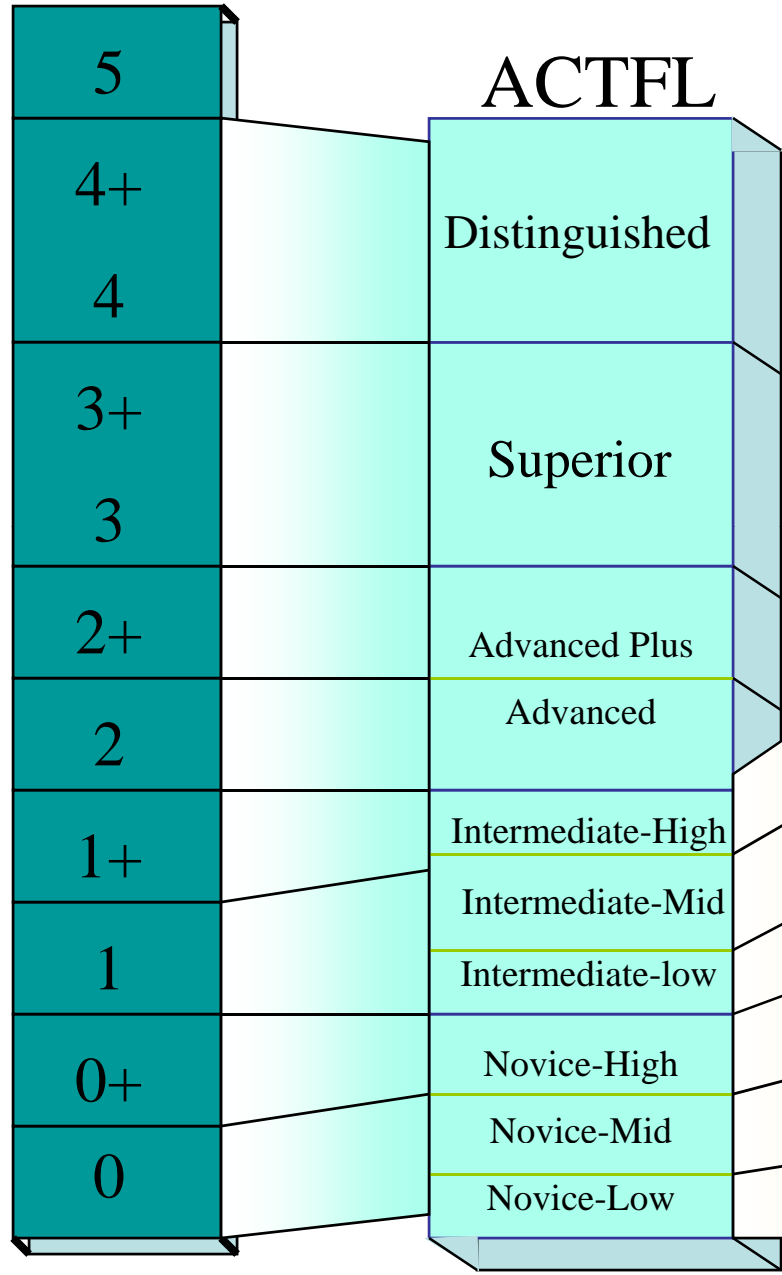 5
4+
4
3+
3
2+
2
1+
1
0+
0
ACTFL
Distinguished
Superior
Advanced Plus
Advanced
Intermediate-High
Intermediate-Mid
Intermediate-low
Novice-High
Novice-Mid
Novice-Low